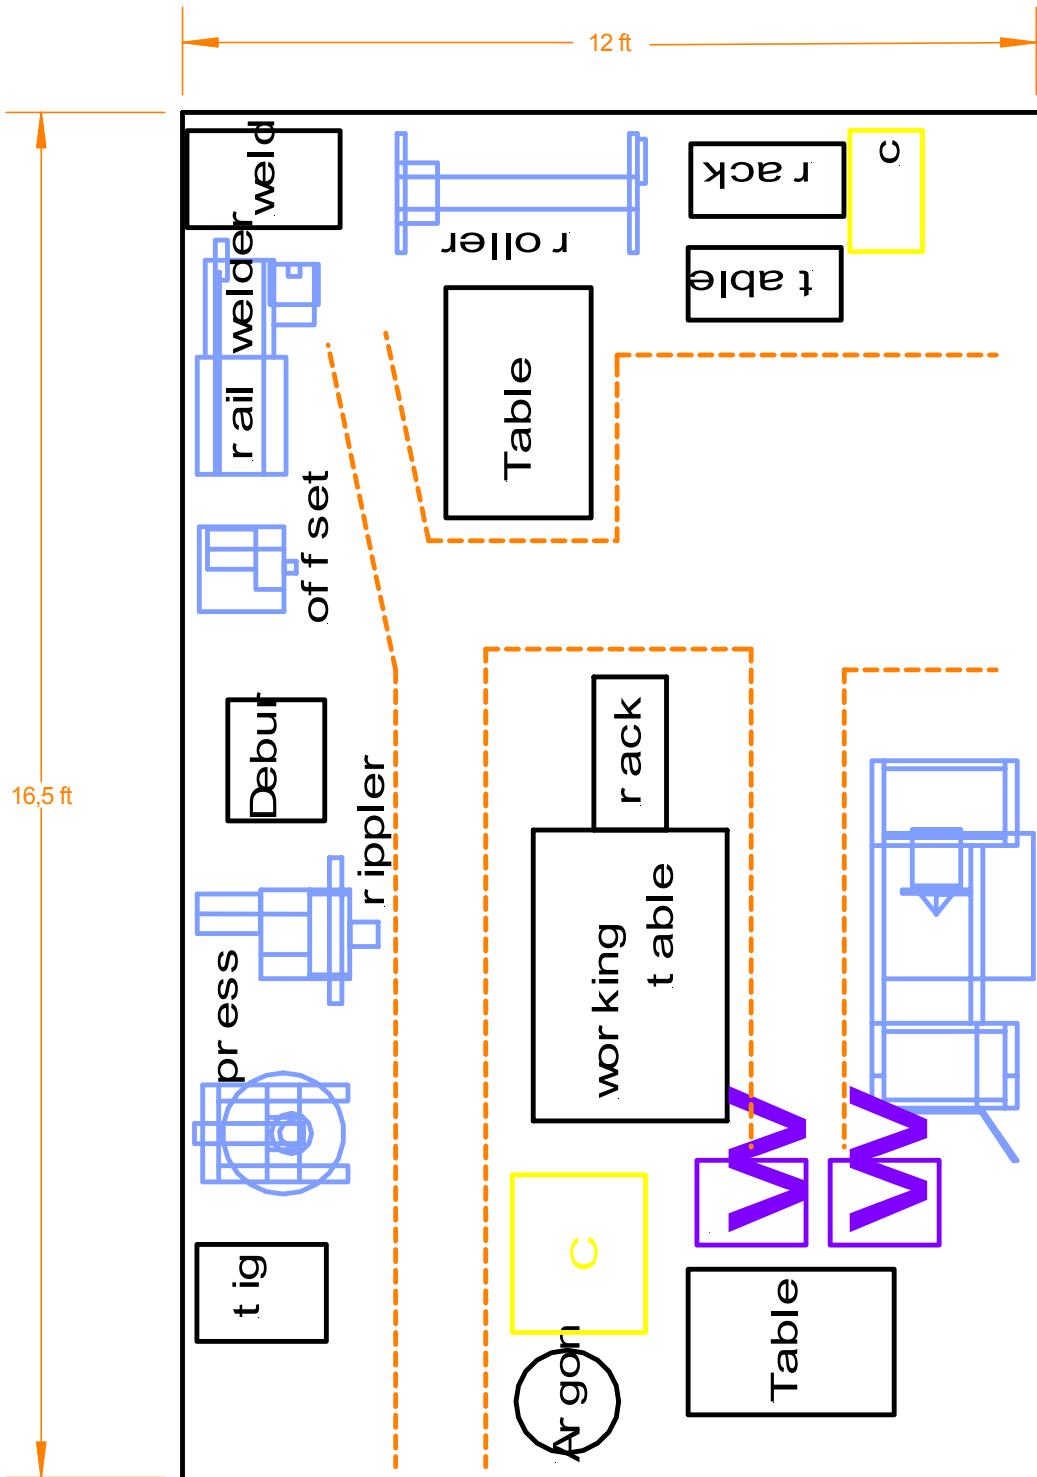 12 ft
weld
rack
c
roller
table
rail welder
Table
offset
16,5 ft
Debur
rack
rippler
working
table
press
W
W
C
tig
Table
Argon